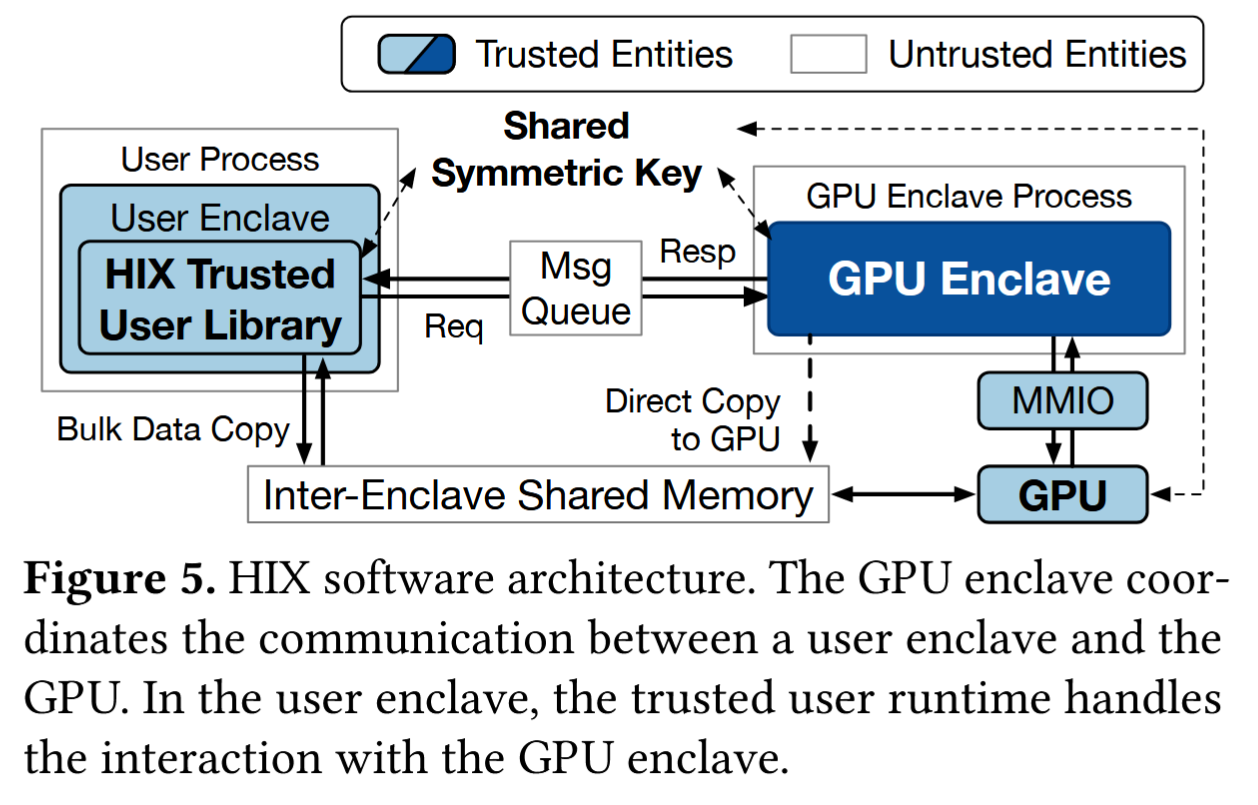 Trusted Entities
Untrusted Entities
Shared
Symmetric Key
User Process
User Enclave
HIX Trusted
User Library
Msg
Queue
Resp
Req
GPU Enclave Process
GPU Enclave
Bulk Data Copy
Direct Copy
to GPU
MMIO
Inter-Enclave Shared Memory
GPU
Figure 5. HIX software architecture. The GPU enclave coor-
dinates the communication between a user enclave and the
GPU. In the user enclave, the trusted user runtime handles
the interaction with the GPU enclave.